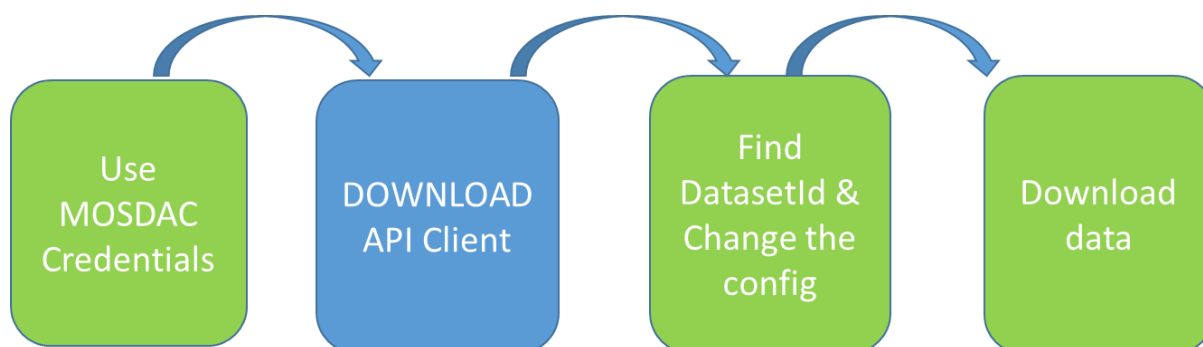 Use
MOSDAC
Credentials
DOWNLOAD
API Client
Find
DatasetId &
Change the
config
Download
data